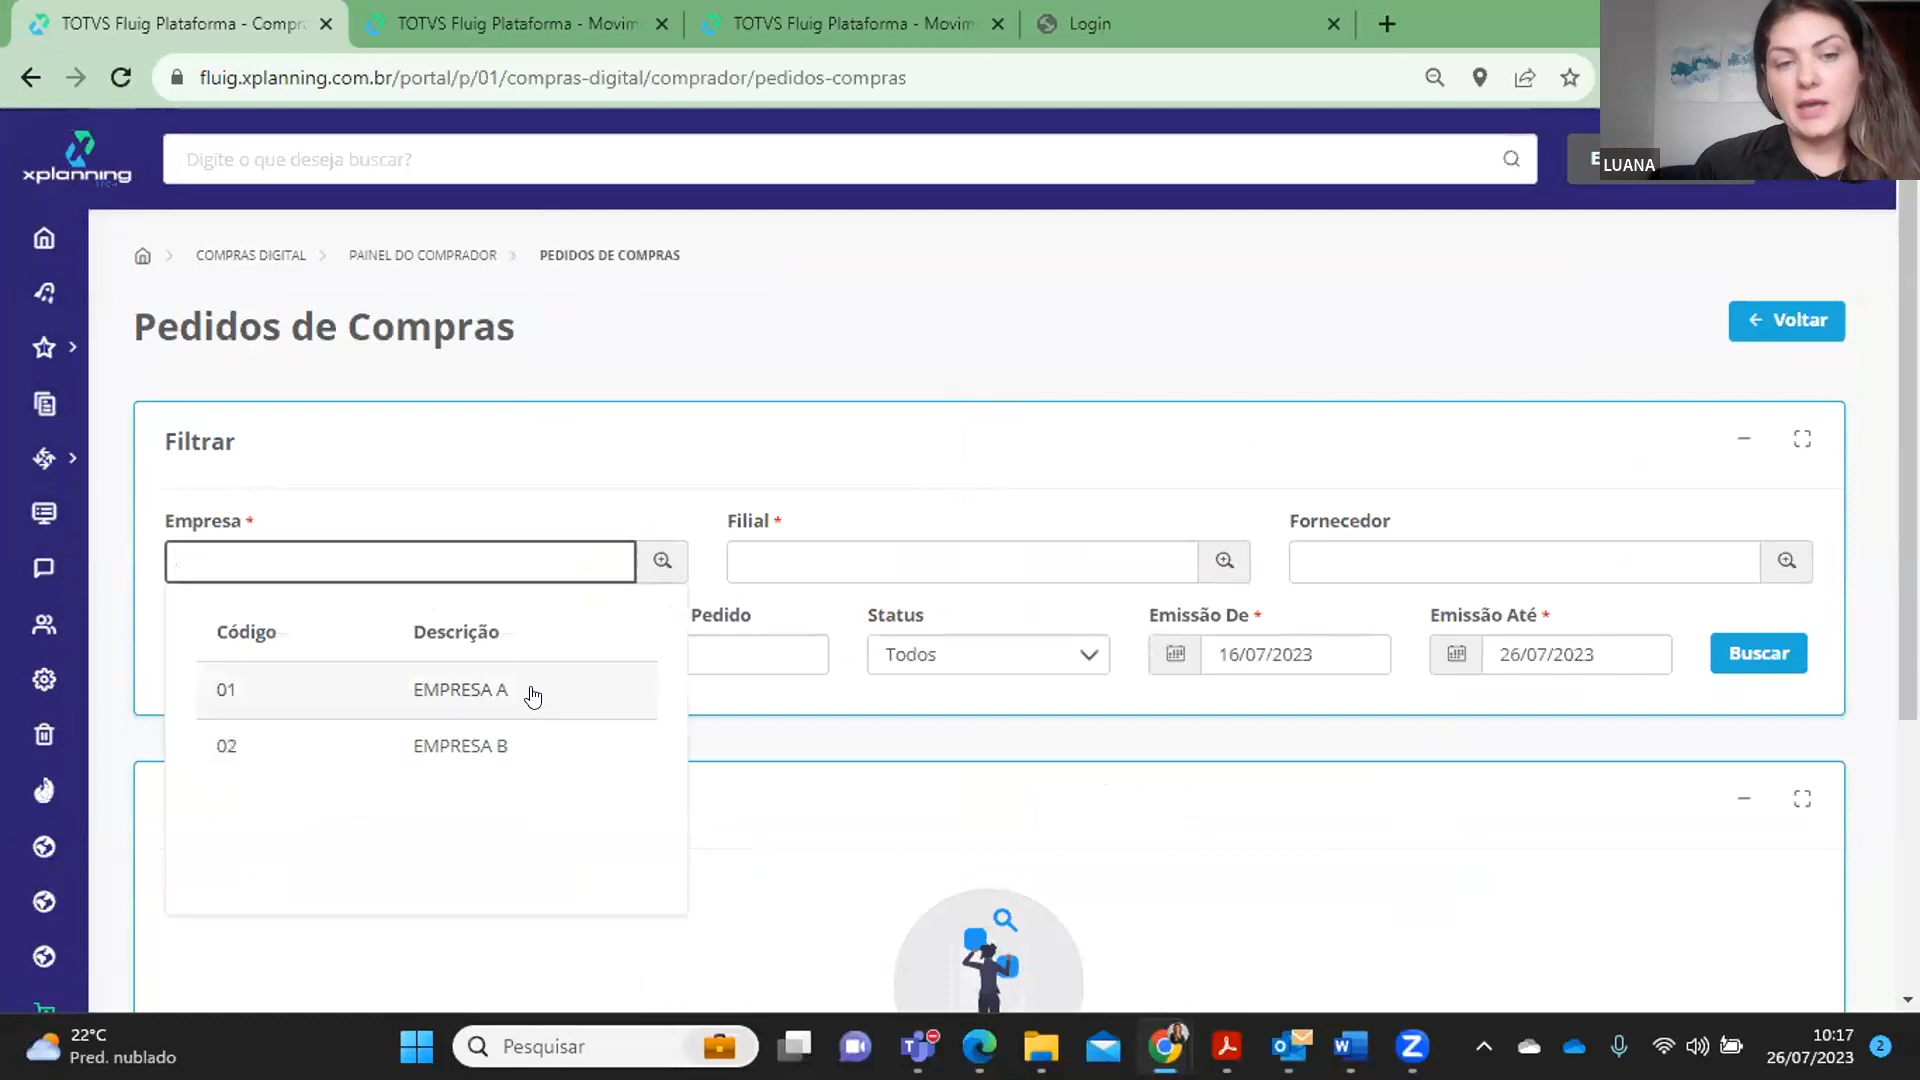 TOTVS Fluig Plataforma - Compr
TOTVS Fluig Plataforma - Movim
TOTVS Fluig Plataforma - Movim
Login
fluig.xplanning.com.br/portal/p/01/compras-digital/comprador/pedidos-compras
xplanning
Digite o que deseja buscar?
E
LUANA
COMPRAS DIGITAL
PAINEL DO COMPRADOR
PEDIDOS DE COMPRAS
Pedidos de Compras
← Voltar
Filtrar
Empresa *
Filial *
Fornecedor
Pedido
Status
Emissão De *
Emissão Até *
Todos
16/07/2023
26/07/2023
Buscar
Código
Descrição
01
EMPRESA A
02
EMPRESA B
22°C
Pred. nublado
Pesquisar
10:17
26/07/2023
2